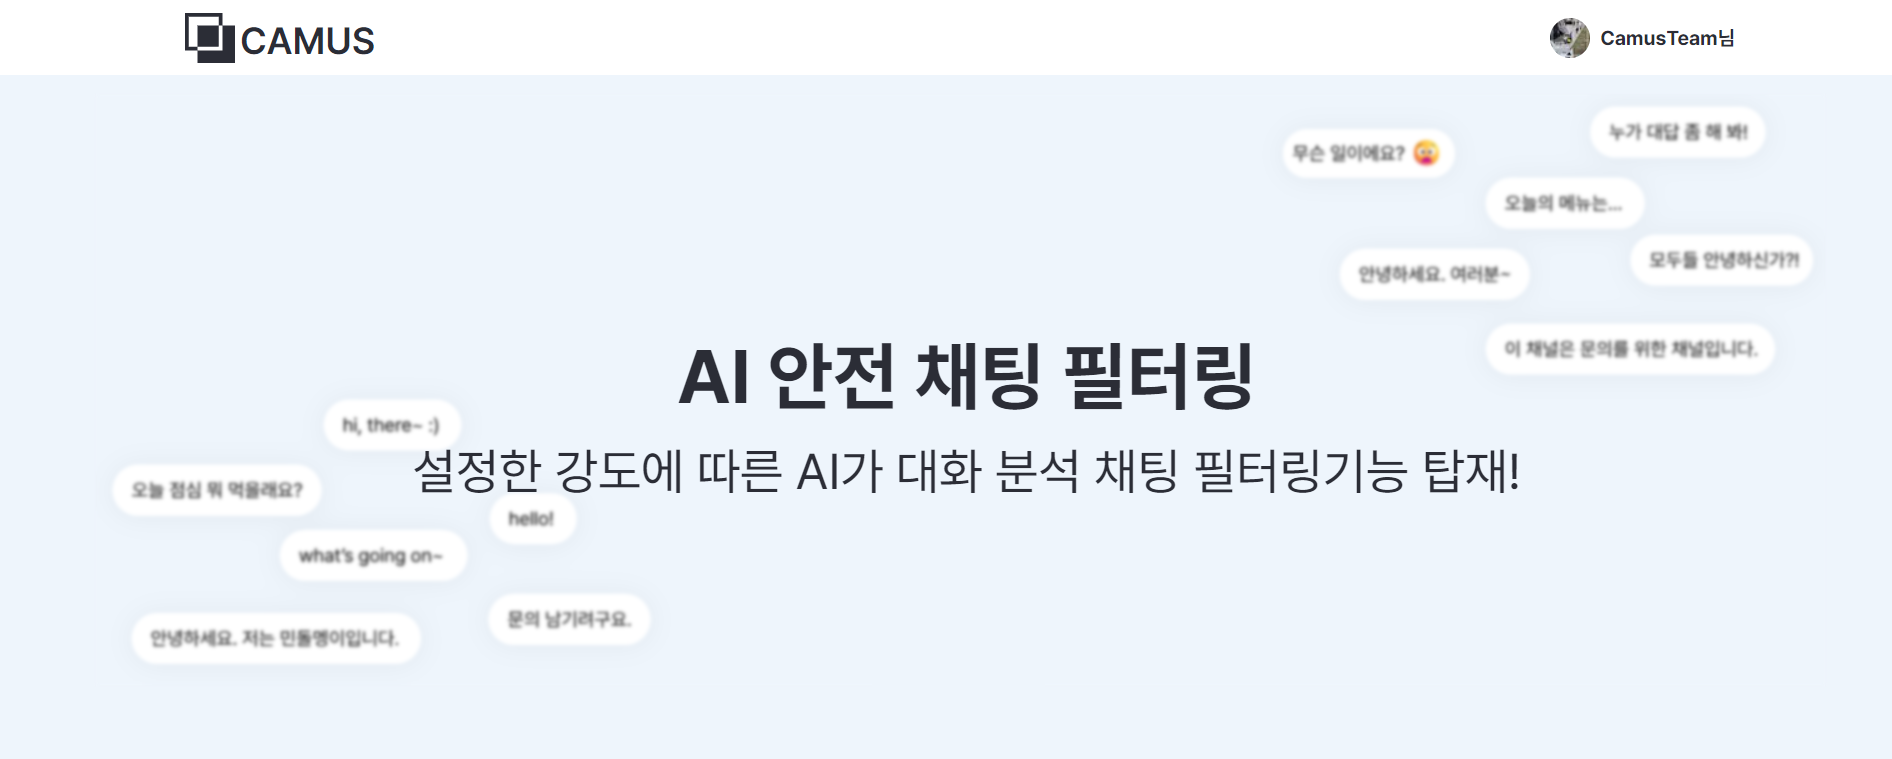 CAMUS
CamusTeam님
누가 대답 좀 해 봐!
무슨 일이에요?
오늘의 메뉴는...
모두들 안녕하신가?!
안녕하세요. 여러분~
이 채널은 문의를 위한 채널입니다.
AI 안전 채팅 필터링
설정한 강도에 따른 AI가 대화 분석 채팅 필터링기능 탑재!
hi, there~ :)
오늘 점심 뭐 먹을래요?
hello!
what's going on~
문의 남기려구요.
안녕하세요. 저는 민돌멩이입니다.